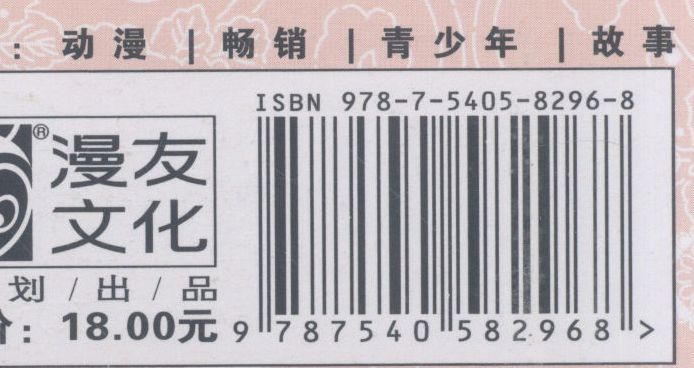 : 动漫 | 畅销 | 青少年 | 故事
ISBN 978-7-5405-8296-8
®
漫友
文化
划 / 出 / 品
: 18.00元
9 787540 582968 >